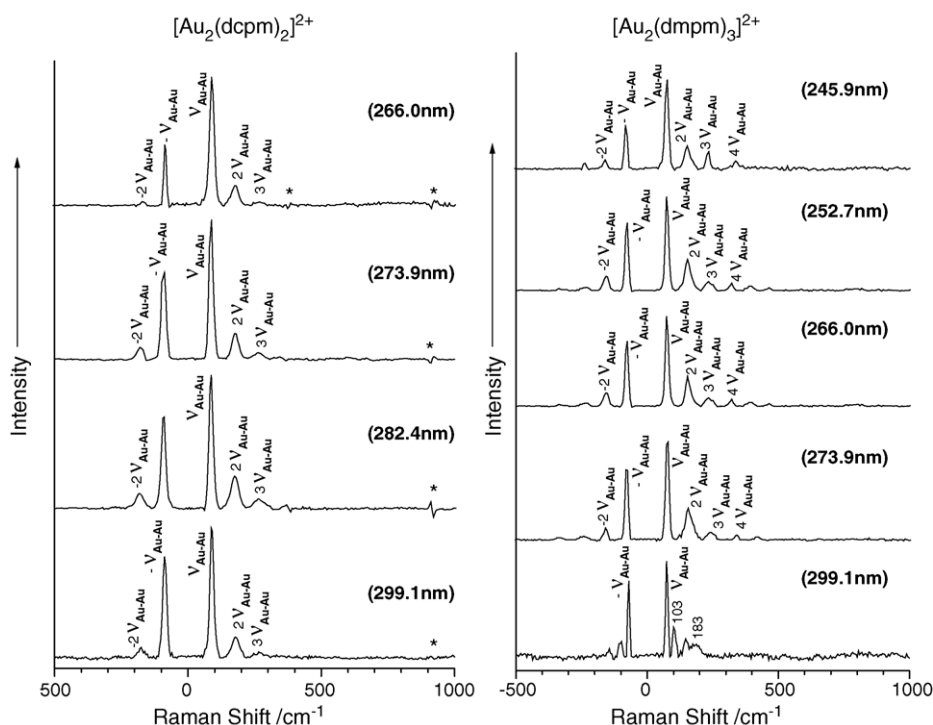 [Au2(dcpm)2]2+
[Au2(dmpm)3]2+
Intensity
(266.0nm)
-2 νAu-Au
- νAu-Au
νAu-Au
2 νAu-Au
3 νAu-Au
*
*
(273.9nm)
-2 νAu-Au
- νAu-Au
νAu-Au
2 νAu-Au
3 νAu-Au
*
(282.4nm)
-2 νAu-Au
νAu-Au
2 νAu-Au
3 νAu-Au
*
(299.1nm)
-2 νAu-Au
- νAu-Au
νAu-Au
2 νAu-Au
3 νAu-Au
*
500 0 500 1000
Raman Shift /cm-1
Intensity
(245.9nm)
-2 νAu-Au
- νAu-Au
νAu-Au
2 νAu-Au
3 νAu-Au
4 νAu-Au
(252.7nm)
-2 νAu-Au
- νAu-Au
νAu-Au
2 νAu-Au
3 νAu-Au
4 νAu-Au
(266.0nm)
-2 νAu-Au
- νAu-Au
νAu-Au
2 νAu-Au
3 νAu-Au
4 νAu-Au
(273.9nm)
-2 νAu-Au
- νAu-Au
νAu-Au
2 νAu-Au
3 νAu-Au
4 νAu-Au
(299.1nm)
- νAu-Au
νAu-Au
103
183
-500 0 500 1000
Raman Shift /cm-1